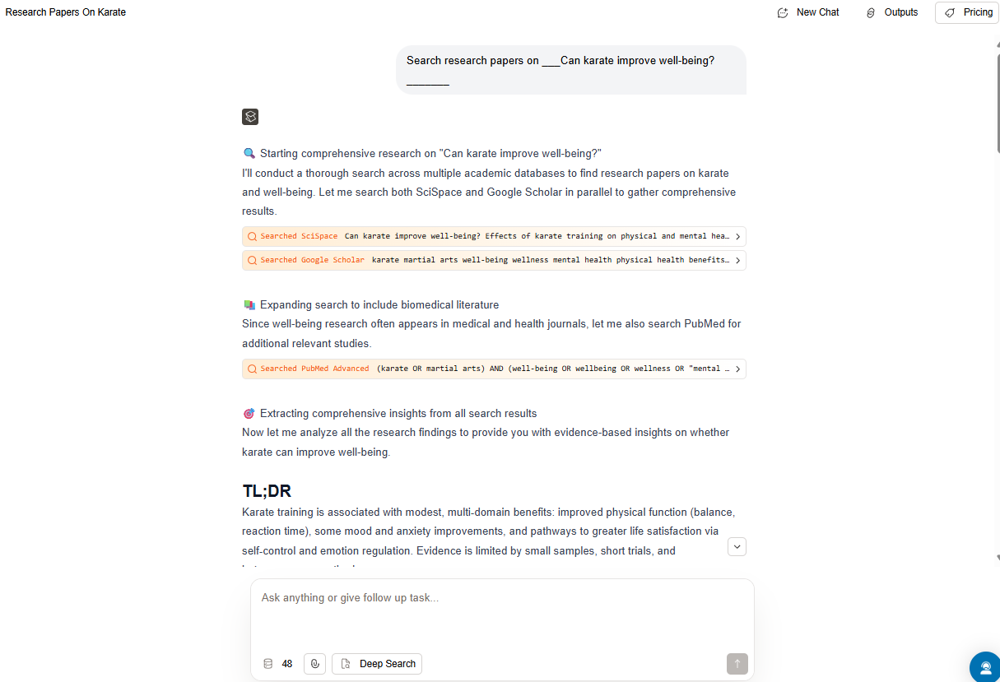 Research Papers On Karate
New Chat
Outputs
Pricing
Search research papers on ___Can karate improve well-being?
_______
Starting comprehensive research on "Can karate improve well-being?"
I'll conduct a thorough search across multiple academic databases to find research papers on karate
and well-being. Let me search both SciSpace and Google Scholar in parallel to gather comprehensive
results.
Searched SciSpace Can karate improve well-being? Effects of karate training on physical and mental hea…
Searched Google Scholar karate martial arts well-being wellness mental health physical health benefits…
Expanding search to include biomedical literature
Since well-being research often appears in medical and health journals, let me also search PubMed for
additional relevant studies.
Searched PubMed Advanced (karate OR martial arts) AND (well-being OR wellbeing OR wellness OR "mental …
Extracting comprehensive insights from all search results
Now let me analyze all the research findings to provide you with evidence-based insights on whether
karate can improve well-being.
TL;DR
Karate training is associated with modest, multi-domain benefits: improved physical function (balance,
reaction time), some mood and anxiety improvements, and pathways to greater life satisfaction via
self-control and emotion regulation. Evidence is limited by small samples, short trials, and
Ask anything or give follow up task...
48
Deep Search